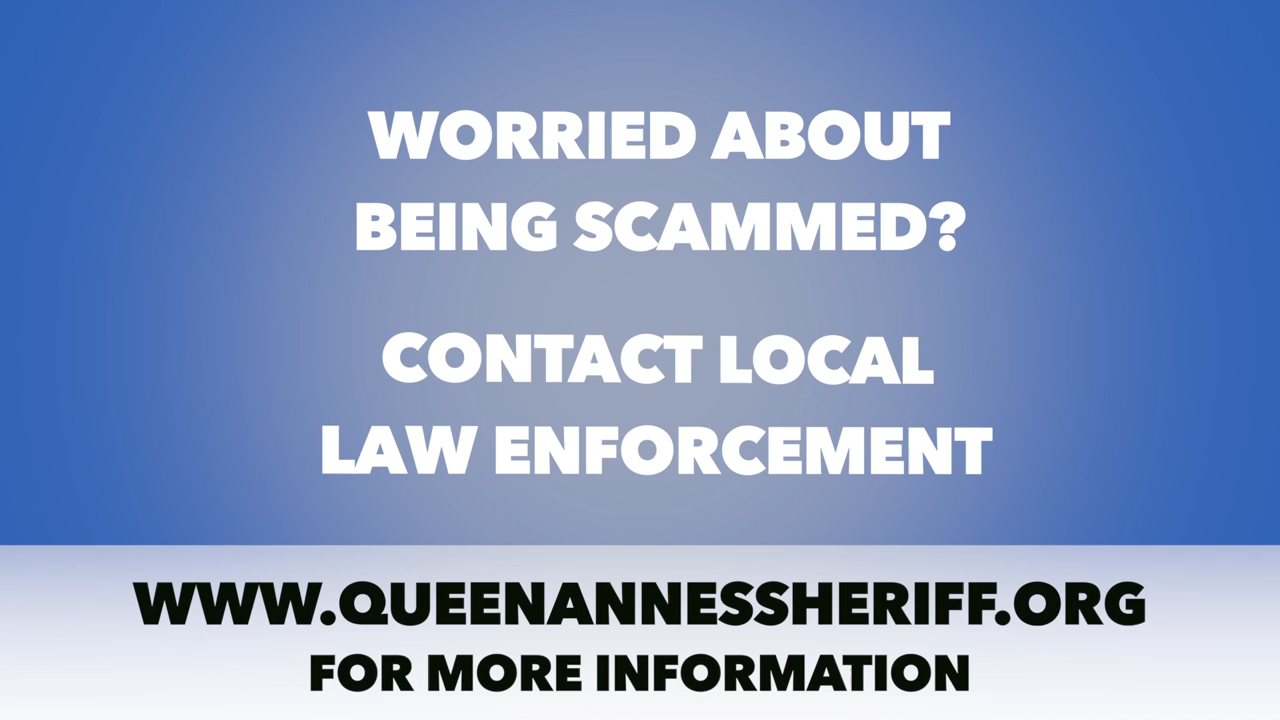 WORRIED ABOUT
BEING SCAMMED?
CONTACT LOCAL
LAW ENFORCEMENT
WWW.QUEENANNESSHERIFF.ORG
FOR MORE INFORMATION